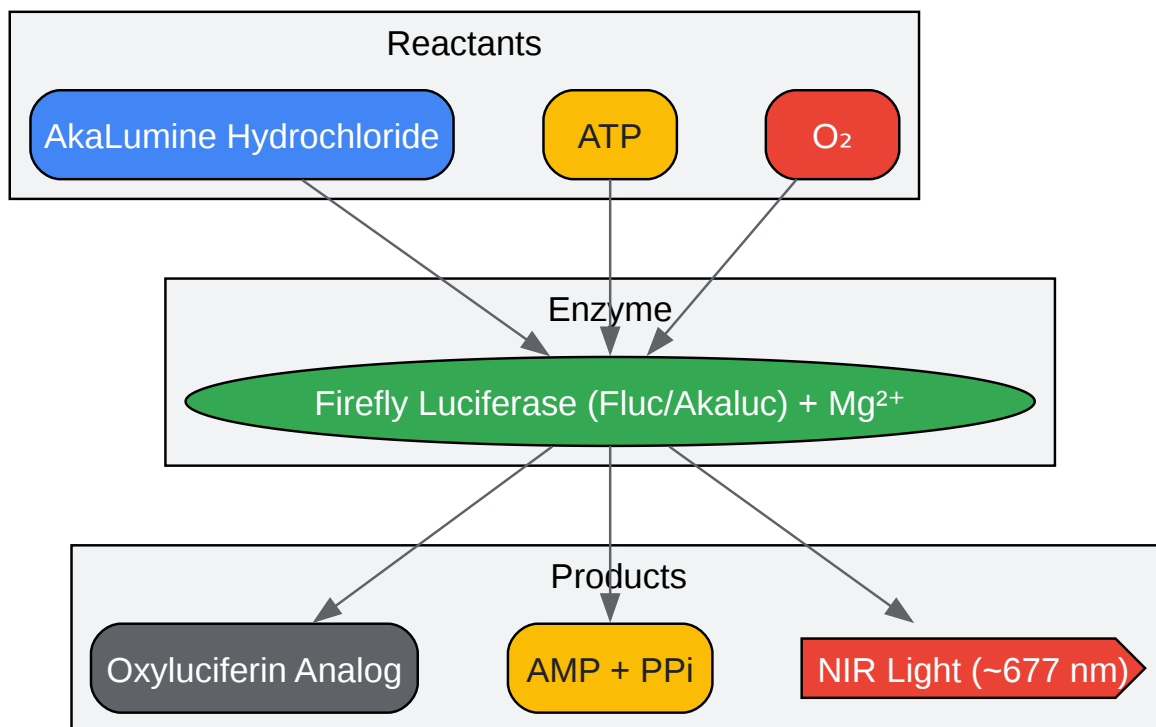 Reactants
AkaLumine Hydrochloride
ATP
O₂
Enzyme
Firefly Luciferase (Fluc/Akaluc) + Mg²⁺
Products
Oxyluciferin Analog
AMP + PPi
NIR Light (~677 nm)